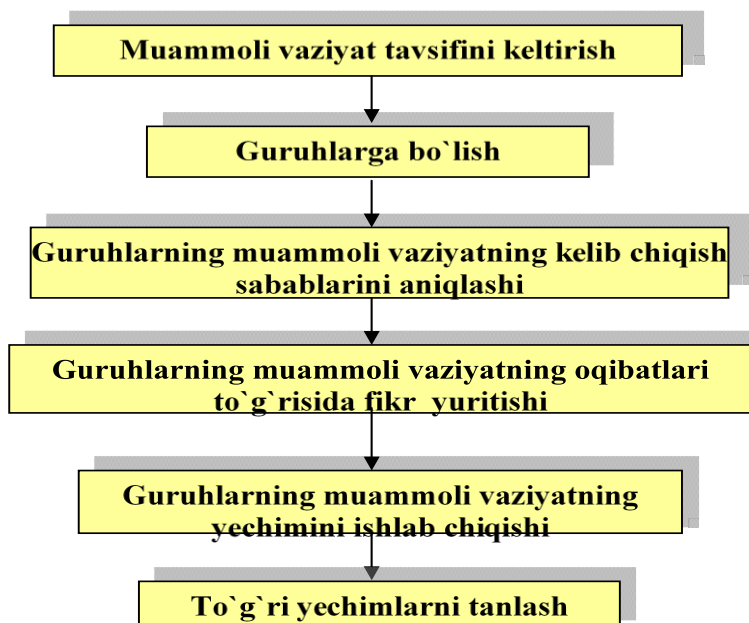 Muammoli vaziyat tavsifini keltirish
Guruhlarga bo`lish
Guruhlarning muammoli vaziyatning kelib chiqish
sabablarini aniqlashi
Guruhlarning muammoli vaziyatning oqibatlari
to`g`risida fikr  yuritishi
Guruhlarning muammoli vaziyatning
yechimini ishlab chiqishi
To`g`ri yechimlarni tanlash